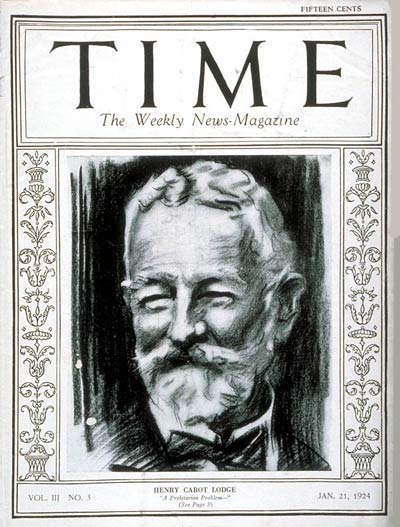 FIFTEEN CENTS
TIME
The Weekly News-Magazine
HENRY CABOT LODGE
"A Proletarian Problem—"
(See Page 3)
VOL. III NO. 3
JAN. 21, 1924